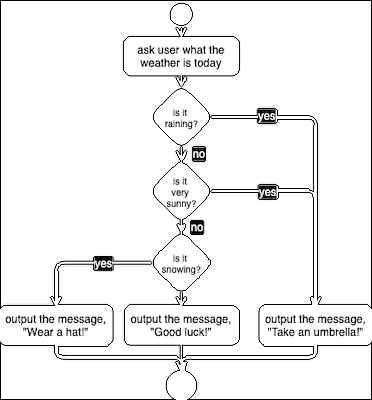 ask user what the
weather is today
is it
raining?
yes
no
is it
very
sunny?
yes
no
is it
snowing?
yes
output the message,
"Wear a hat!"
output the message,
"Good luck!"
output the message,
"Take an umbrella!"